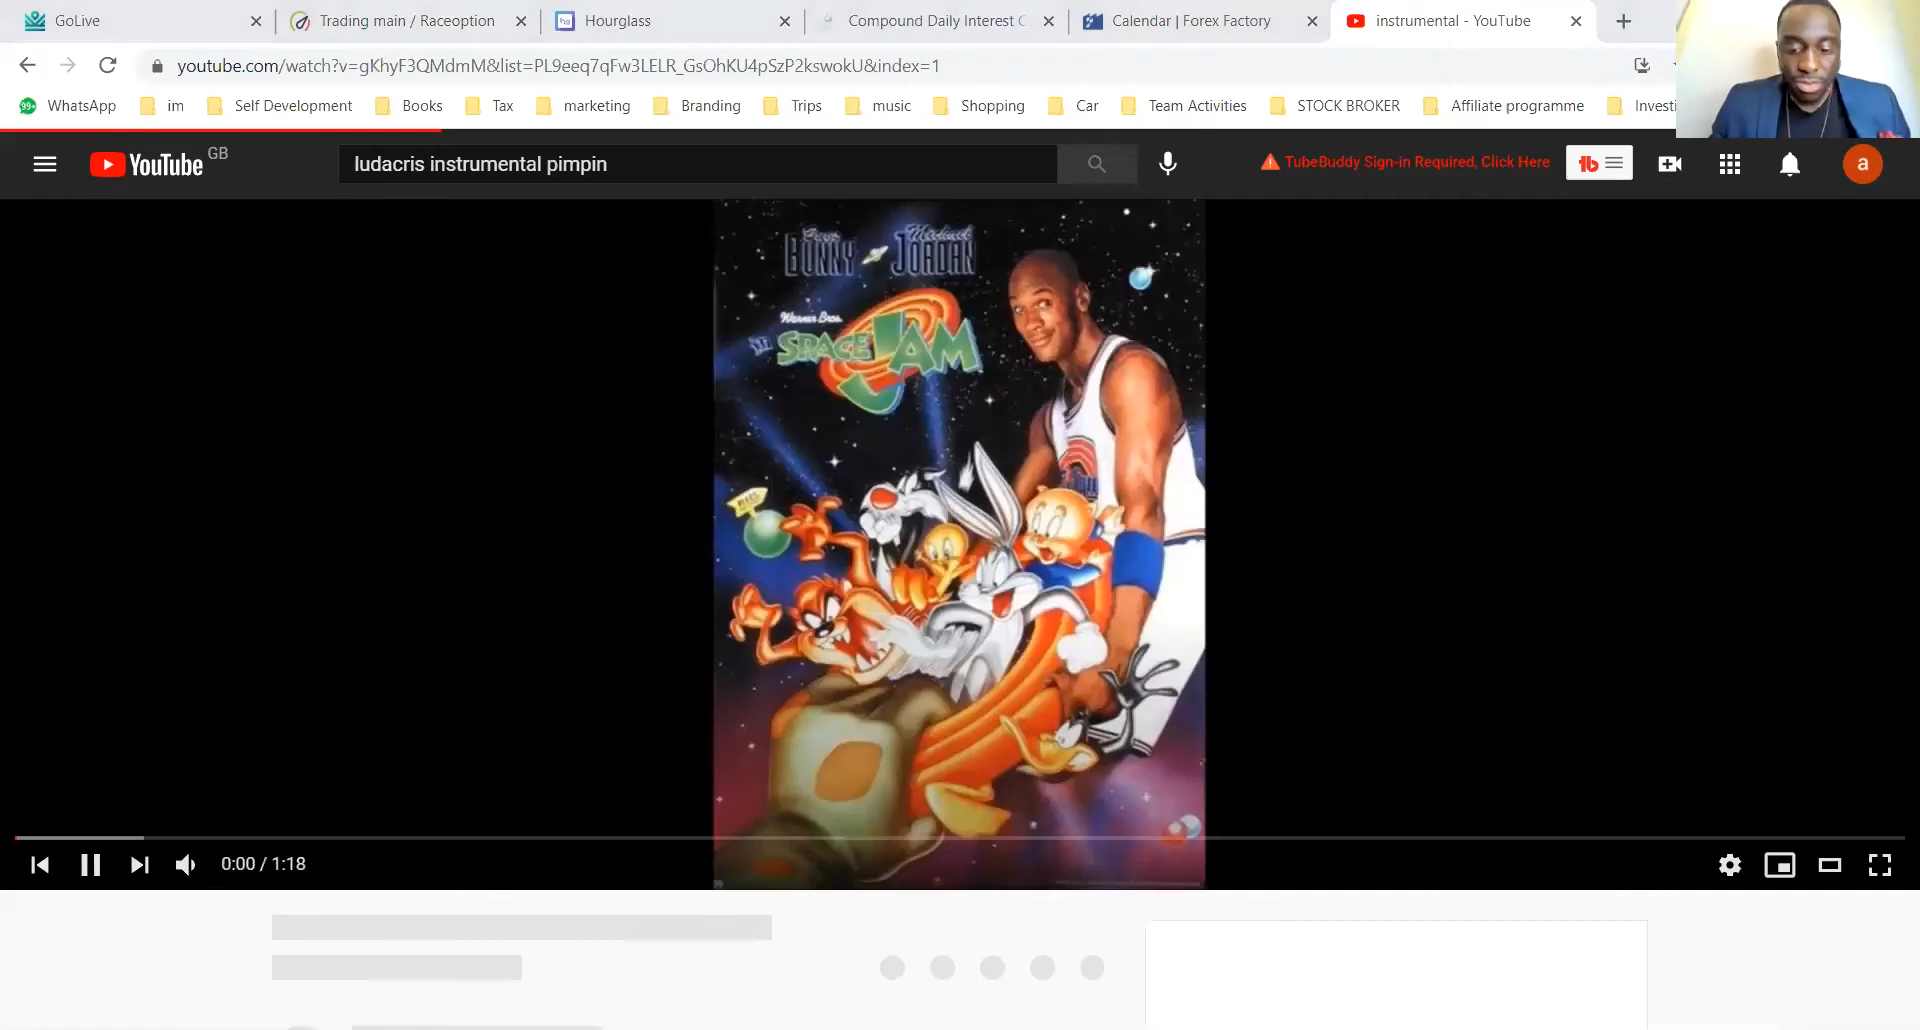 GoLive
Trading main / Raceoption
Hourglass
Compound Daily Interest C
Calendar | Forex Factory
instrumental - YouTube
youtube.com/watch?v=gKhyF3QMdmM&list=PL9eeq7qFw3LELR_GsOhKU4pSzP2kswokU&index=1
99+ WhatsApp im Self Development Books Tax marketing Branding Trips music Shopping Car Team Activities STOCK BROKER Affiliate programme Investi
YouTube GB
ludacris instrumental pimpin
TubeBuddy Sign-in Required, Click Here
tb
a
Bugs Michael
BUNNY JORDAN
Warner Bros.
SPACE JAM
0:00 / 1:18